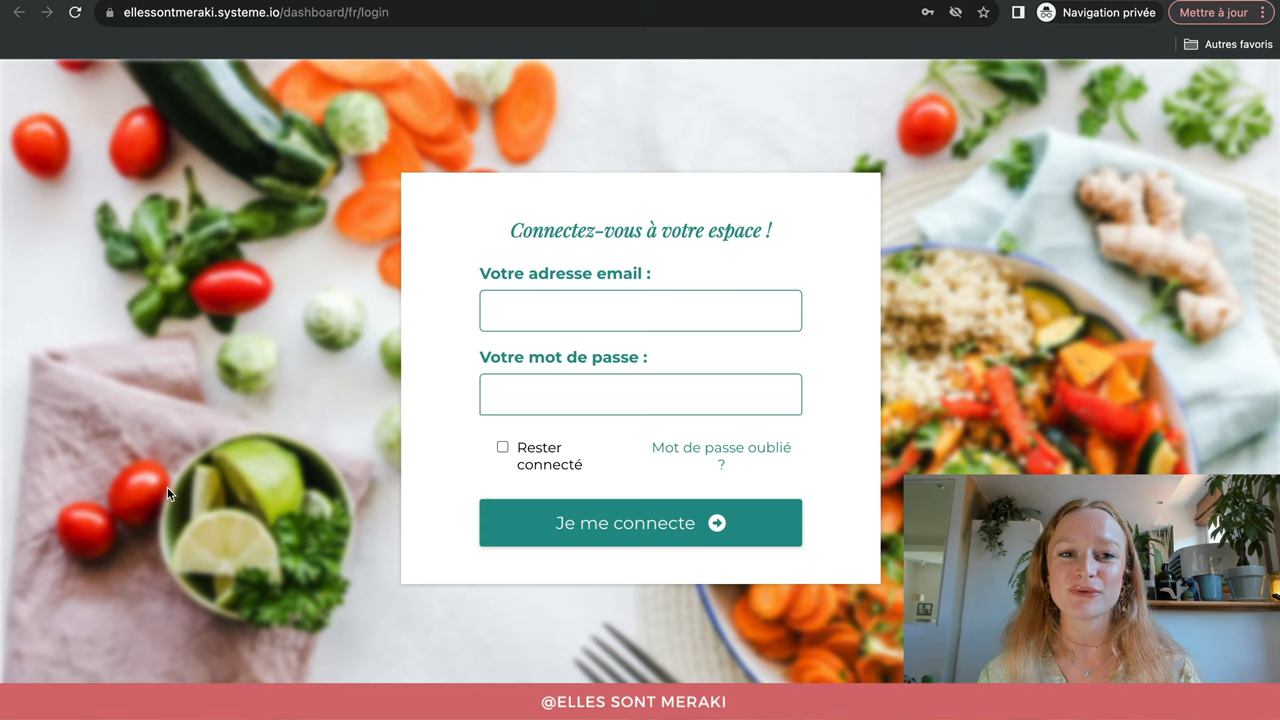 ellessontmeraki.systeme.io/dashboard/fr/login
Navigation privée
Mettre à jour
Autres favoris
Connectez-vous à votre espace !
Votre adresse email :
Votre mot de passe :
Rester
connecté
Mot de passe oublié
?
Je me connecte
@ELLES SONT MERAKI